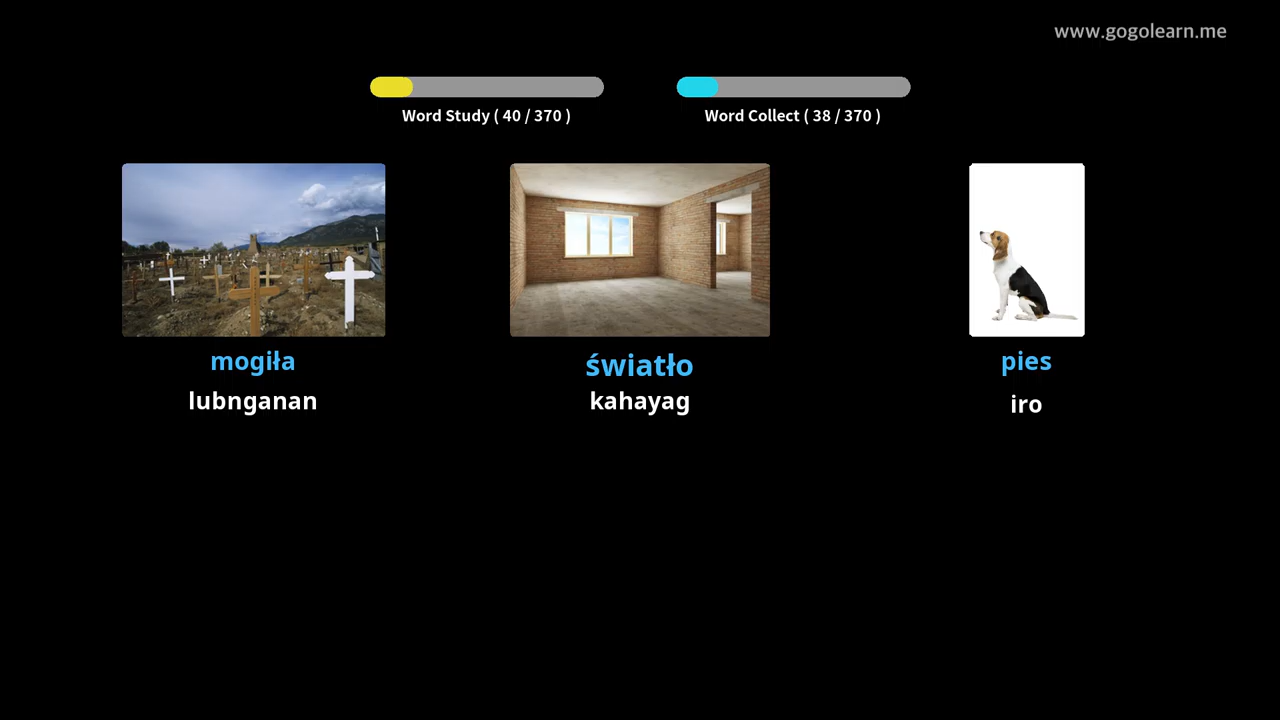 www.gogolearn.me
Word Study ( 40 / 370 )
Word Collect ( 38 / 370 )
mogiła
lubnganan
światło
kahayag
pies
iro